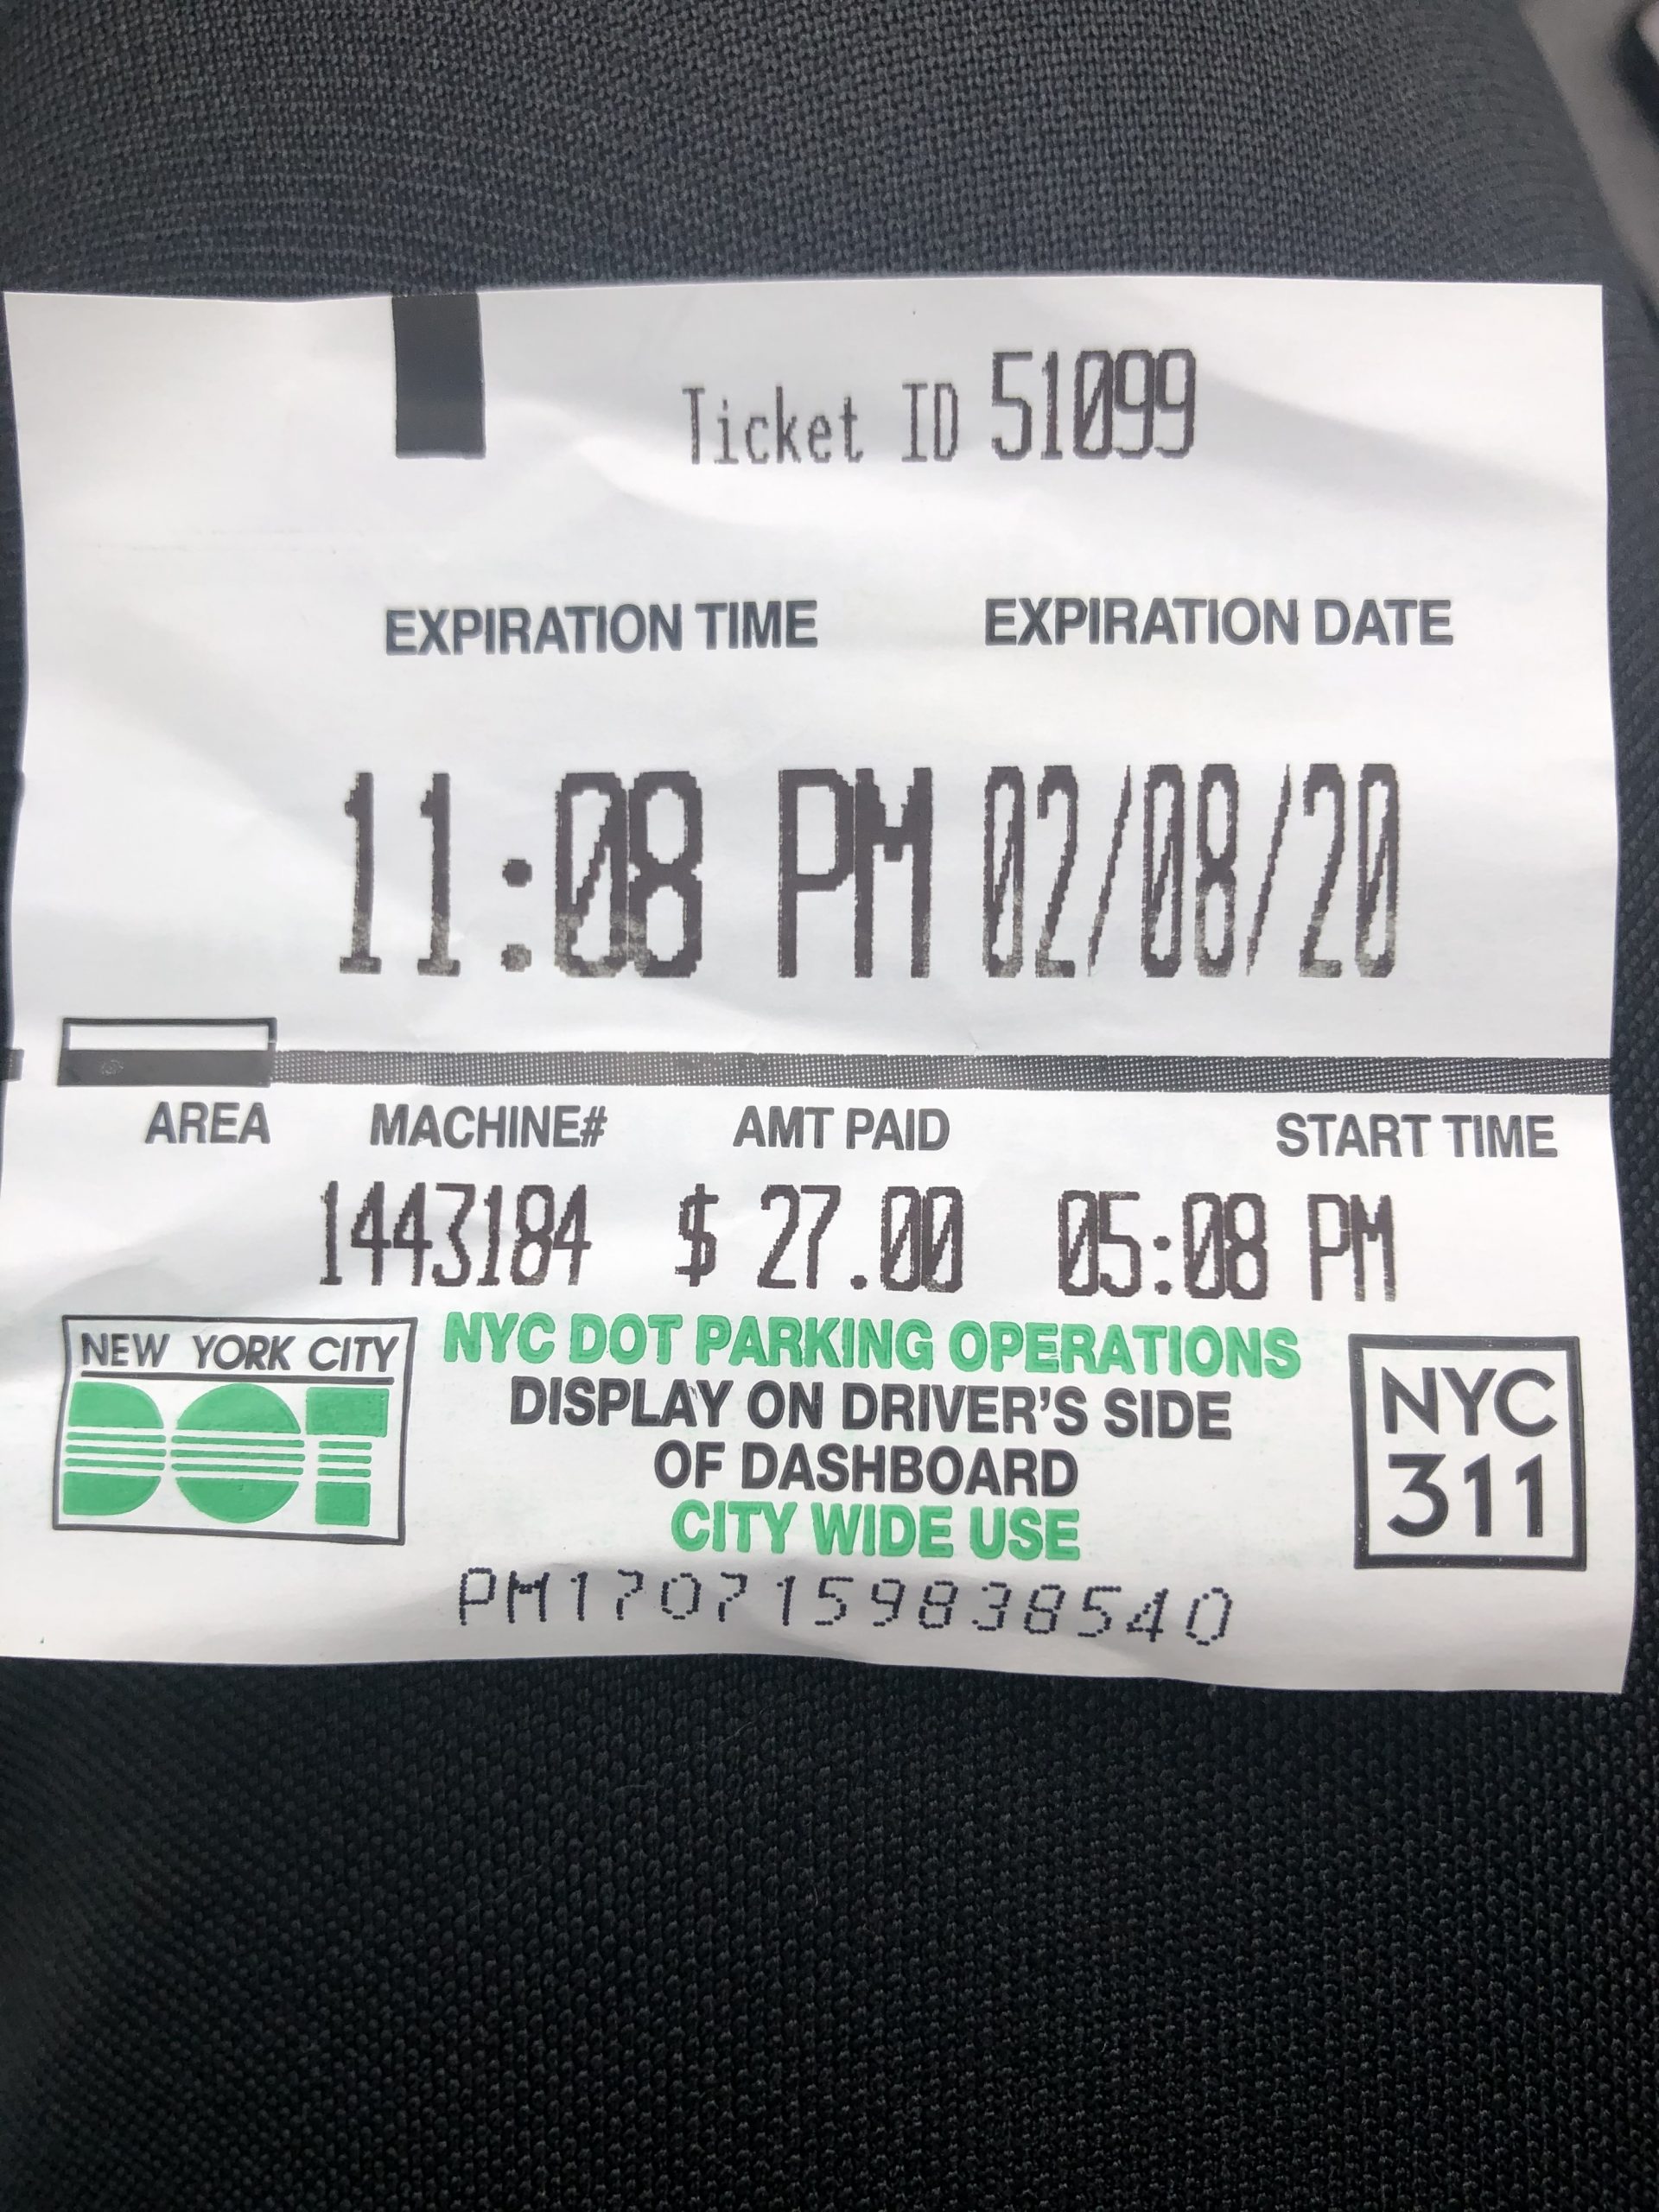 Ticket ID 51099
EXPIRATION TIME EXPIRATION DATE
11:08 PM 02/08/20
AREA MACHINE# AMT PAID START TIME
1443184 $ 27.00 05:08 PM
NEW YORK CITY
DOT
NYC DOT PARKING OPERATIONS
DISPLAY ON DRIVER'S SIDE
OF DASHBOARD
CITY WIDE USE
NYC
311
PM1707159838540